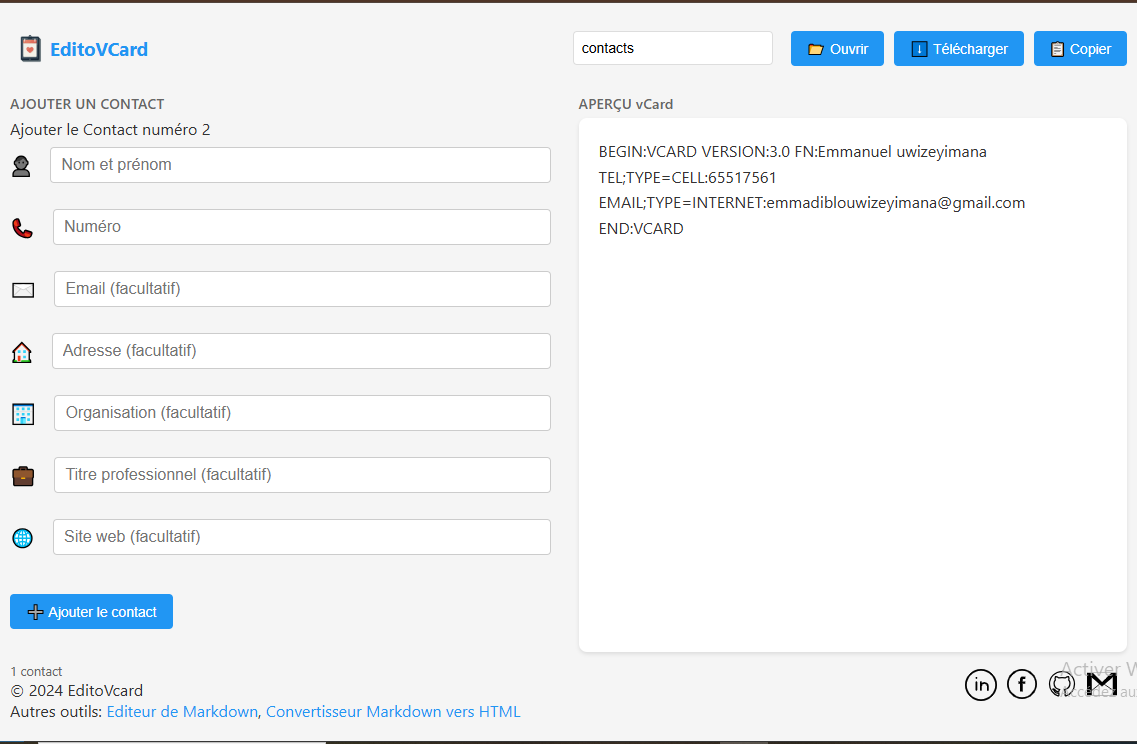 EditoVCard
contacts
Ouvrir
Télécharger
Copier
AJOUTER UN CONTACT
Ajouter le Contact numéro 2
Nom et prénom
Numéro
Email (facultatif)
Adresse (facultatif)
Organisation (facultatif)
Titre professionnel (facultatif)
Site web (facultatif)
Ajouter le contact
APERÇU vCard
BEGIN:VCARD VERSION:3.0 FN:Emmanuel uwizeyimana
TEL;TYPE=CELL:65517561
EMAIL;TYPE=INTERNET:emmadiblouwizeyimana@gmail.com
END:VCARD
1 contact
© 2024 EditoVcard
Autres outils: Editeur de Markdown, Convertisseur Markdown vers HTML
in
f
Activer W
Accédez au